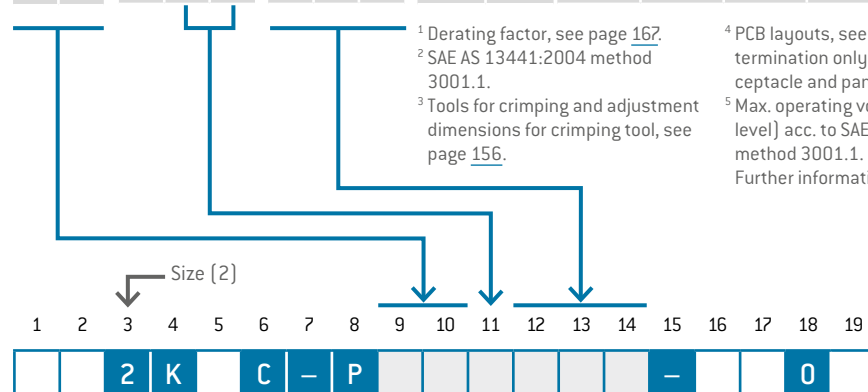 ¹ Derating factor, see page 167.
² SAE AS 13441:2004 method
3001.1.
³ Tools for crimping and adjustment
dimensions for crimping tool, see
page 156.
⁴ PCB layouts, see
termination only
ceptacle and
⁵ Max. operating
level) acc. to SAE
method 3001.1.
Further
Size (2)
1 2 3 4 5 6 7 8 9 10 11 12 13 14 15 16 17 18 19
2 K C – P – 0